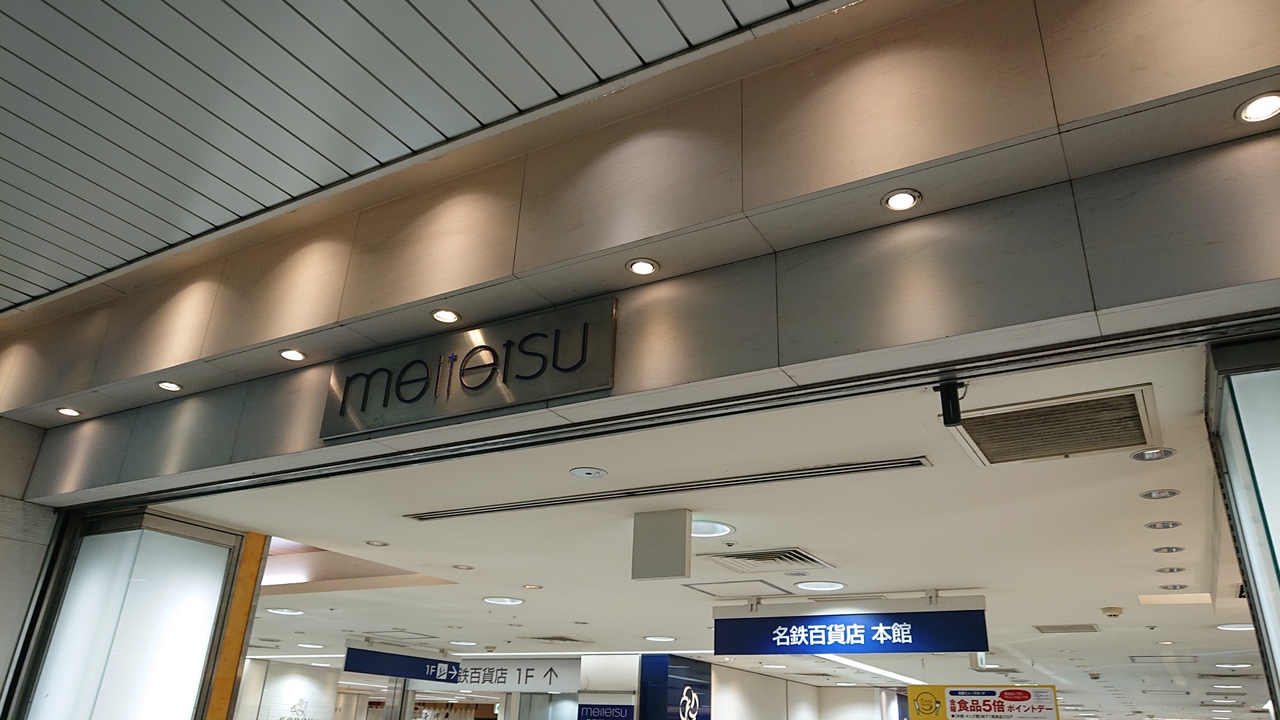 meitetsu
名鉄百貨店 本館
1F
鉄百貨店 1F ↑
meitetsu
食品5倍 ポイントデー